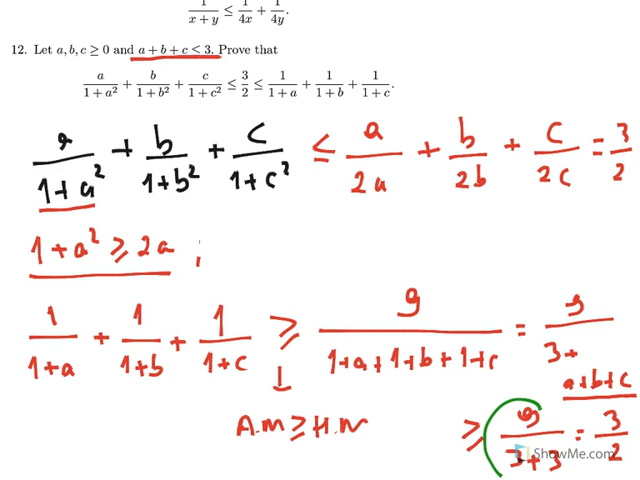 1/(x + y) ≤ 1/(4x) + 1/(4y).
12. Let a, b, c ≥ 0 and a + b + c ≤ 3. Prove that
a/(1 + a²) + b/(1 + b²) + c/(1 + c²) ≤ 3/2 ≤ 1/(1 + a) + 1/(1 + b) + 1/(1 + c).
a/(1+a²) + b/(1+b²) + c/(1+c²) ≤ a/2a + b/2b + c/2c = 3/2
1+a² ≥ 2a ;
1/(1+a) + 1/(1+b) + 1/(1+c) ≥ 9/(1+a+1+b+1+c) = 9/(3+a+b+c)
↓
A.M ≥ H.M ≥ 9/(3+3) = 3/2
ShowMe.com